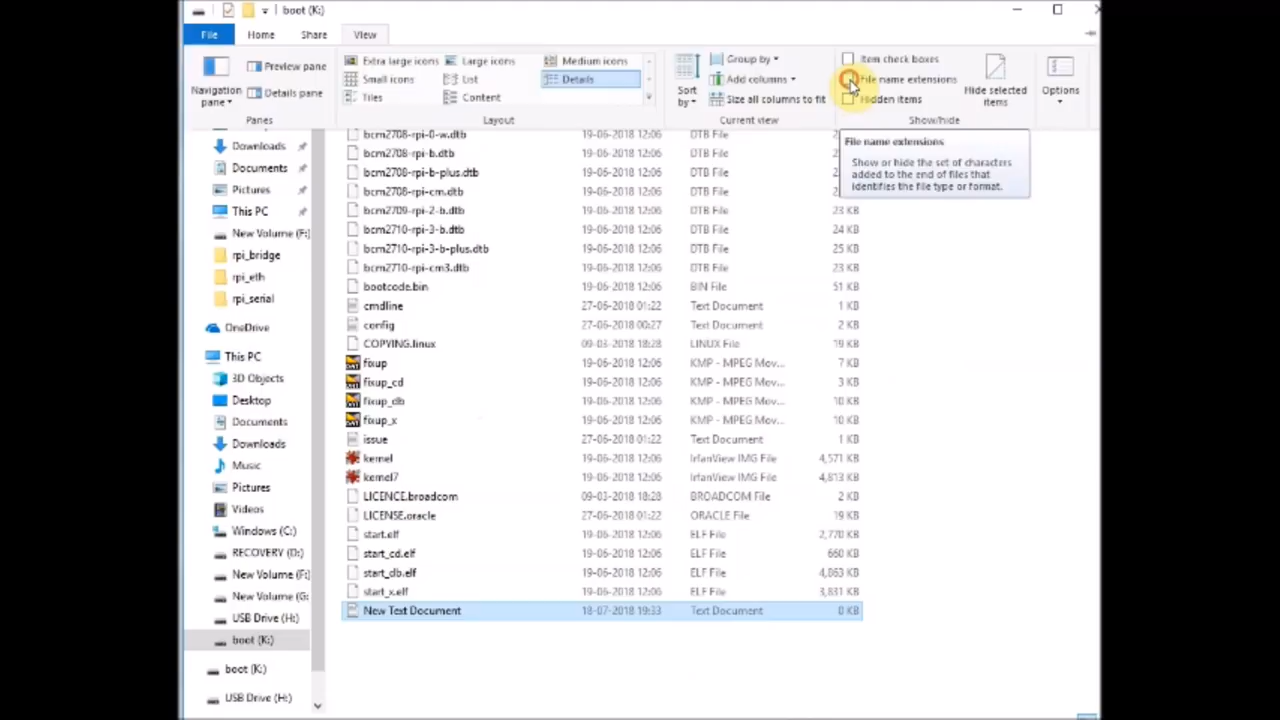 boot (K:)
File Home Share View
Navigation pane
Preview pane
Details pane
Panes
Extra large icons Large icons Medium icons
Small icons List Details
Tiles Content
Layout
Sort by
Group by
Add columns
Size all columns to fit
Current view
Item check boxes
File name extensions
Hidden items
Hide selected items
Show/hide
Options
File name extensions
Show or hide the set of characters
added to the end of files that
identifies the file type or format.
Downloads
Documents
Pictures
This PC
New Volume (F:)
rpi_bridge
rpi_eth
rpi_serial
OneDrive
This PC
3D Objects
Desktop
Documents
Downloads
Music
Pictures
Videos
Windows (C:)
RECOVERY (D:)
New Volume (F:)
New Volume (G:
USB Drive (H:)
boot (K:)
boot (K:)
USB Drive (H:)
bcm2708-rpi-0-w.dtb 19-06-2018 12:06 DTB File
bcm2708-rpi-b.dtb 19-06-2018 12:06 DTB File
bcm2708-rpi-b-plus.dtb 19-06-2018 12:06 DTB File
bcm2708-rpi-cm.dtb 19-06-2018 12:06 DTB File
bcm2709-rpi-2-b.dtb 19-06-2018 12:06 DTB File 23 KB
bcm2710-rpi-3-b.dtb 19-06-2018 12:06 DTB File 24 KB
bcm2710-rpi-3-b-plus.dtb 19-06-2018 12:06 DTB File 25 KB
bcm2710-rpi-cm3.dtb 19-06-2018 12:06 DTB File 23 KB
bootcode.bin 19-06-2018 12:06 BIN File 51 KB
cmdline 27-06-2018 01:22 Text Document 1 KB
config 27-06-2018 00:27 Text Document 2 KB
COPYING.linux 09-03-2018 18:28 LINUX File 19 KB
fixup 19-06-2018 12:06 KMP - MPEG Mov... 7 KB
fixup_cd 19-06-2018 12:06 KMP - MPEG Mov... 3 KB
fixup_db 19-06-2018 12:06 KMP - MPEG Mov... 10 KB
fixup_x 19-06-2018 12:06 KMP - MPEG Mov... 10 KB
issue 27-06-2018 01:22 Text Document 1 KB
kernel 19-06-2018 12:06 IrfanView IMG File 4,571 KB
kernel7 19-06-2018 12:06 IrfanView IMG File 4,813 KB
LICENCE.broadcom 09-03-2018 18:28 BROADCOM File 2 KB
LICENSE.oracle 27-06-2018 01:22 ORACLE File 19 KB
start.elf 19-06-2018 12:06 ELF File 2,770 KB
start_cd.elf 19-06-2018 12:06 ELF File 660 KB
start_db.elf 19-06-2018 12:06 ELF File 4,863 KB
start_x.elf 19-06-2018 12:06 ELF File 3,831 KB
New Text Document 18-07-2018 19:33 Text Document 0 KB